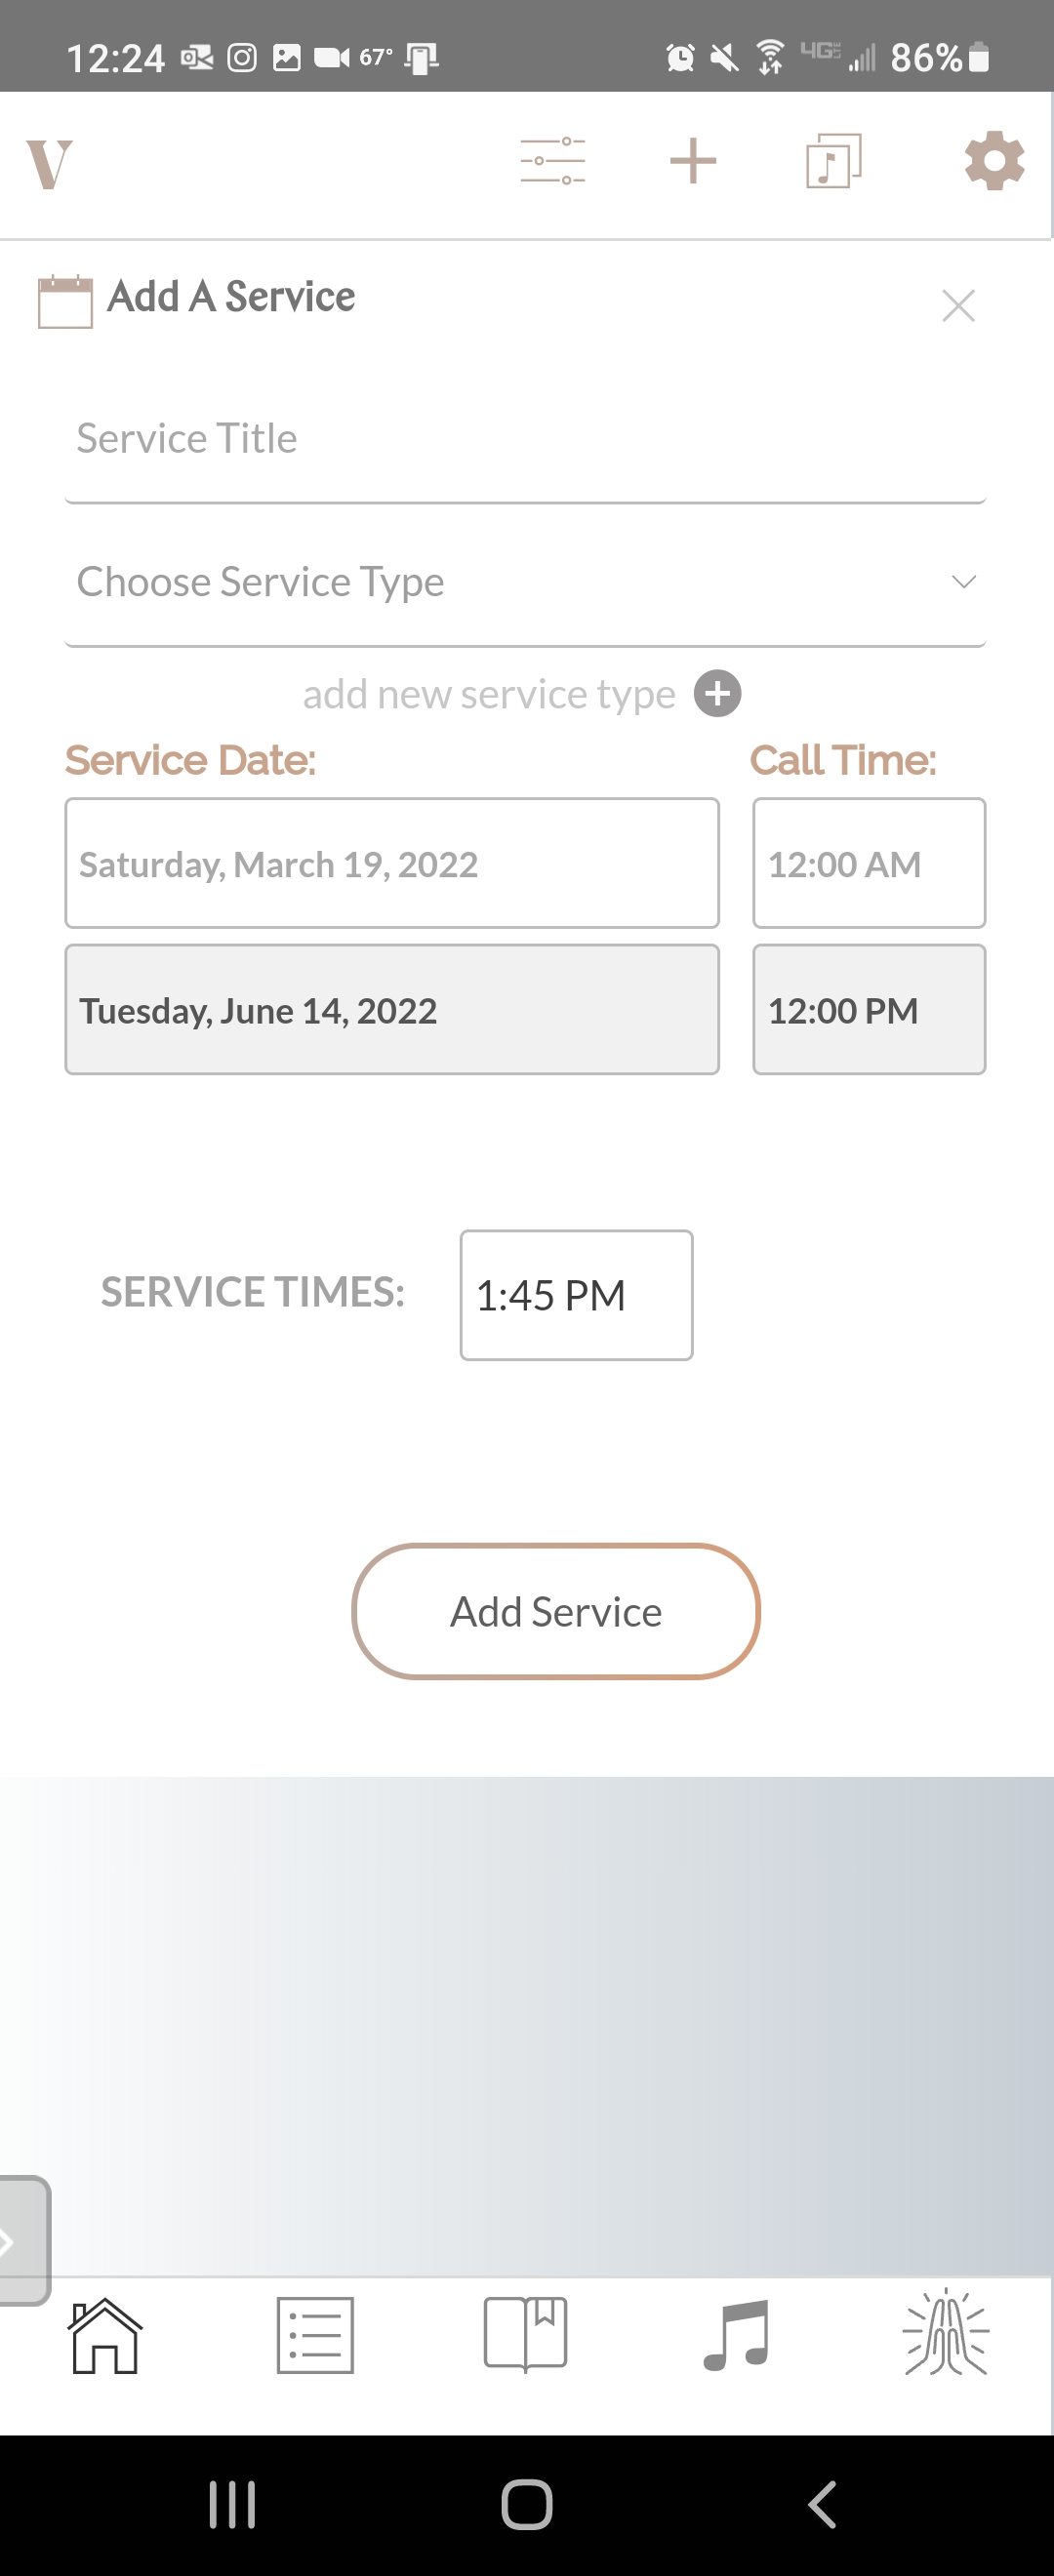 12:24 67° 4G 86%
V
Add A Service
Service Title
Choose Service Type
add new service type
Service Date: Call Time:
Saturday, March 19, 2022 12:00 AM
Tuesday, June 14, 2022 12:00 PM
SERVICE TIMES: 1:45 PM
Add Service